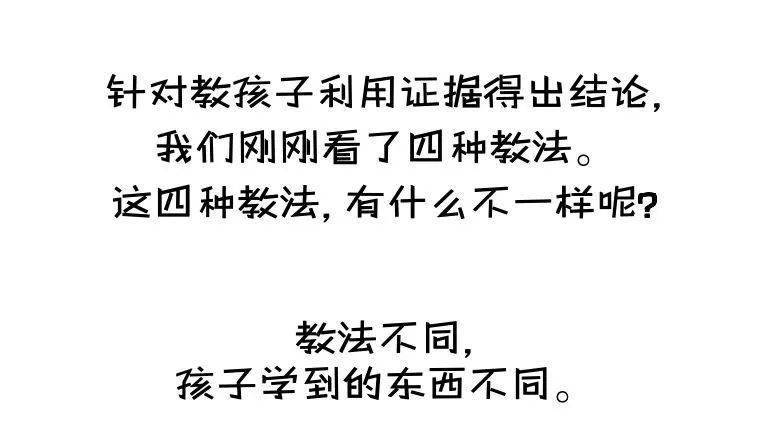 针对教孩子利用证据得出结论,
我们刚刚看了四种教法。
这四种教法,有什么不一样呢?
教法不同,
孩子学到的东西不同。